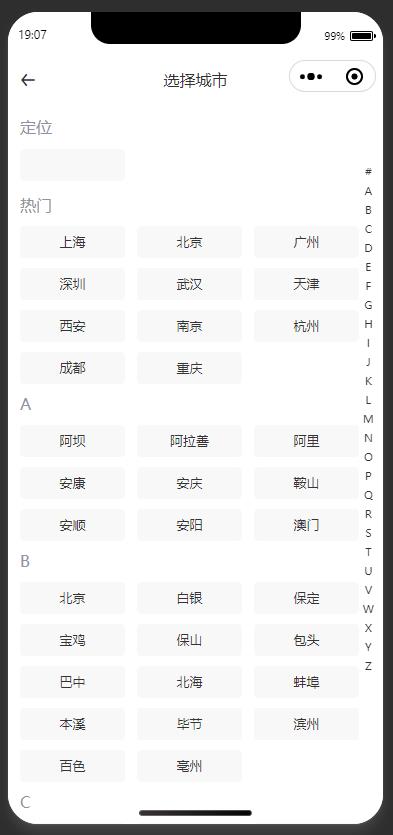 19:07
99%
选择城市
定位
热门
上海 北京 广州
深圳 武汉 天津
西安 南京 杭州
成都 重庆
A
阿坝 阿拉善 阿里
安康 安庆 鞍山
安顺 安阳 澳门
B
北京 白银 保定
宝鸡 保山 包头
巴中 北海 蚌埠
本溪 毕节 滨州
百色 亳州
C
#
A
B
C
D
E
F
G
H
I
J
K
L
M
N
O
P
Q
R
S
T
U
V
W
X
Y
Z